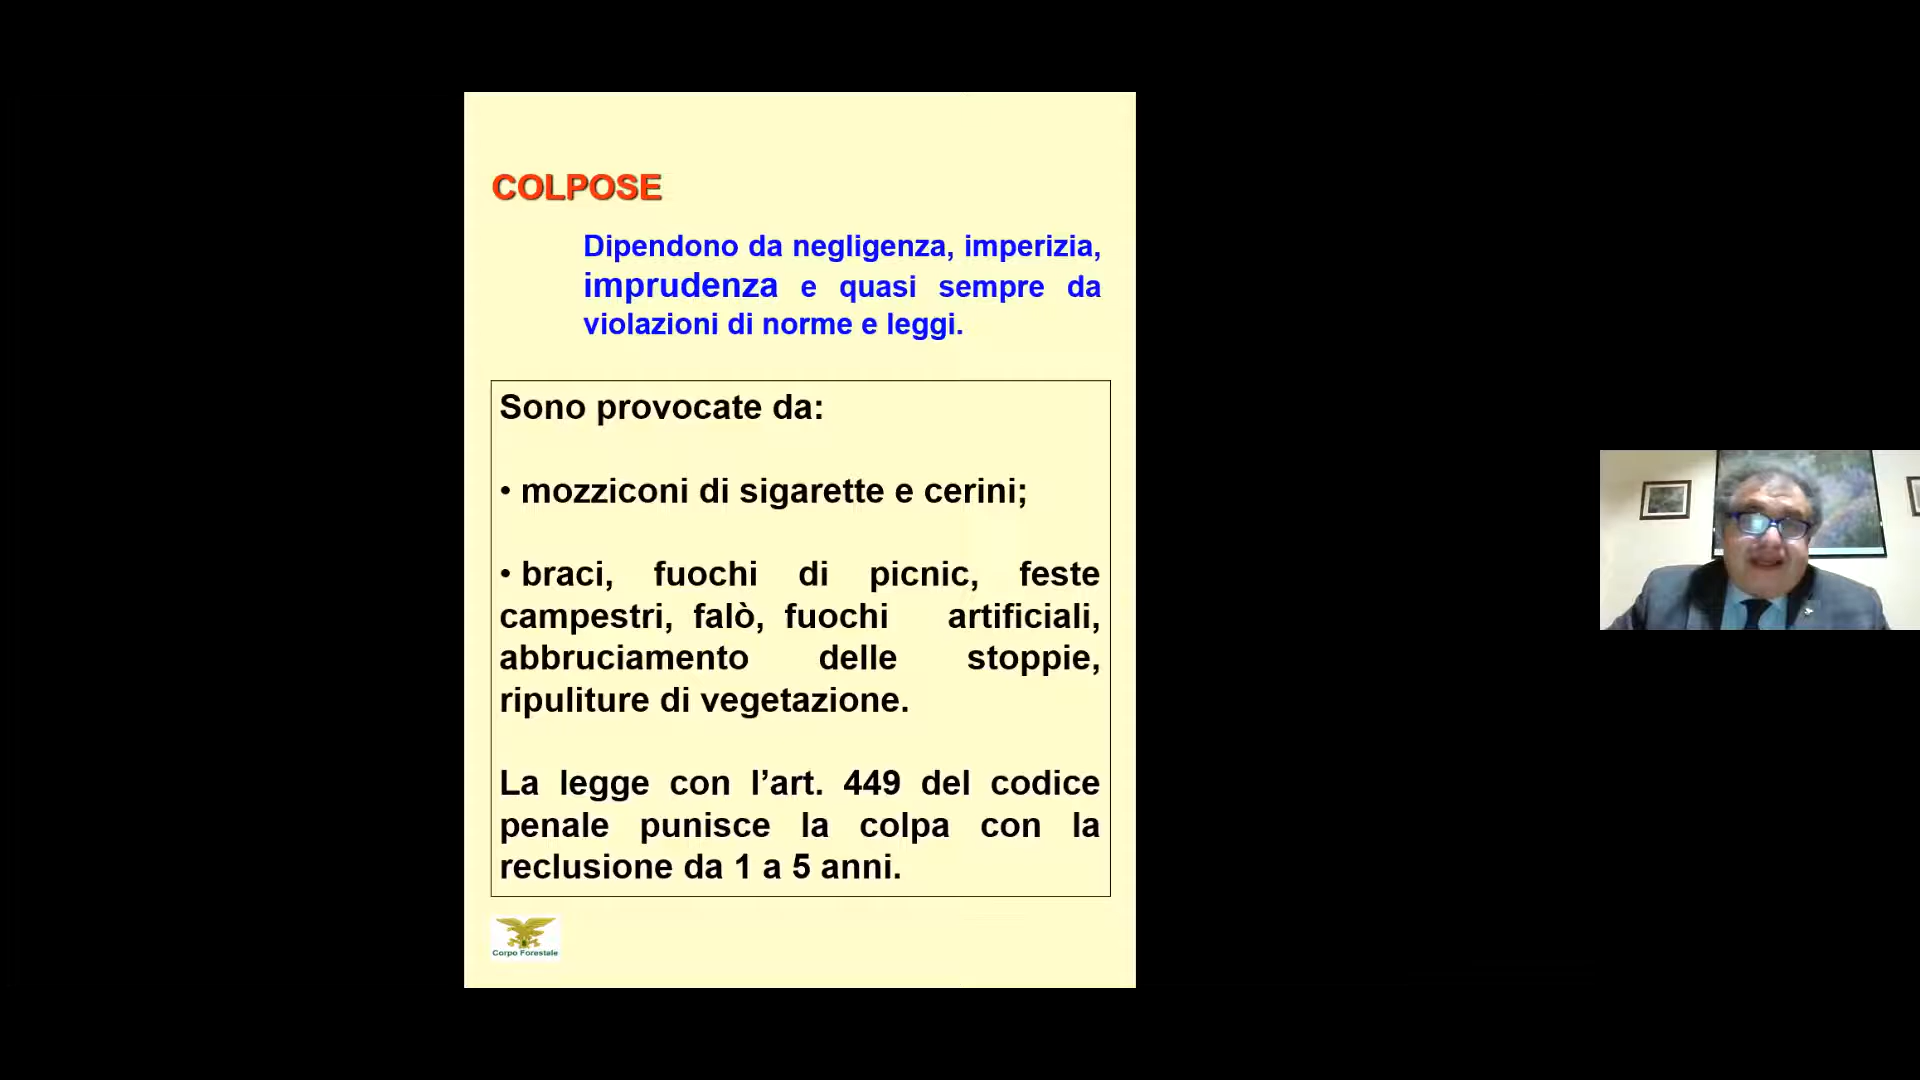 COLPOSE
Dipendono da negligenza, imperizia,
imprudenza e quasi sempre da
violazioni di norme e leggi.
Sono provocate da:
• mozziconi di sigarette e cerini;
• braci, fuochi di picnic, feste
campestri, falò, fuochi artificiali,
abbruciamento delle stoppie,
ripuliture di vegetazione.
La legge con l’art. 449 del codice
penale punisce la colpa con la
reclusione da 1 a 5 anni.
Corpo Forestale